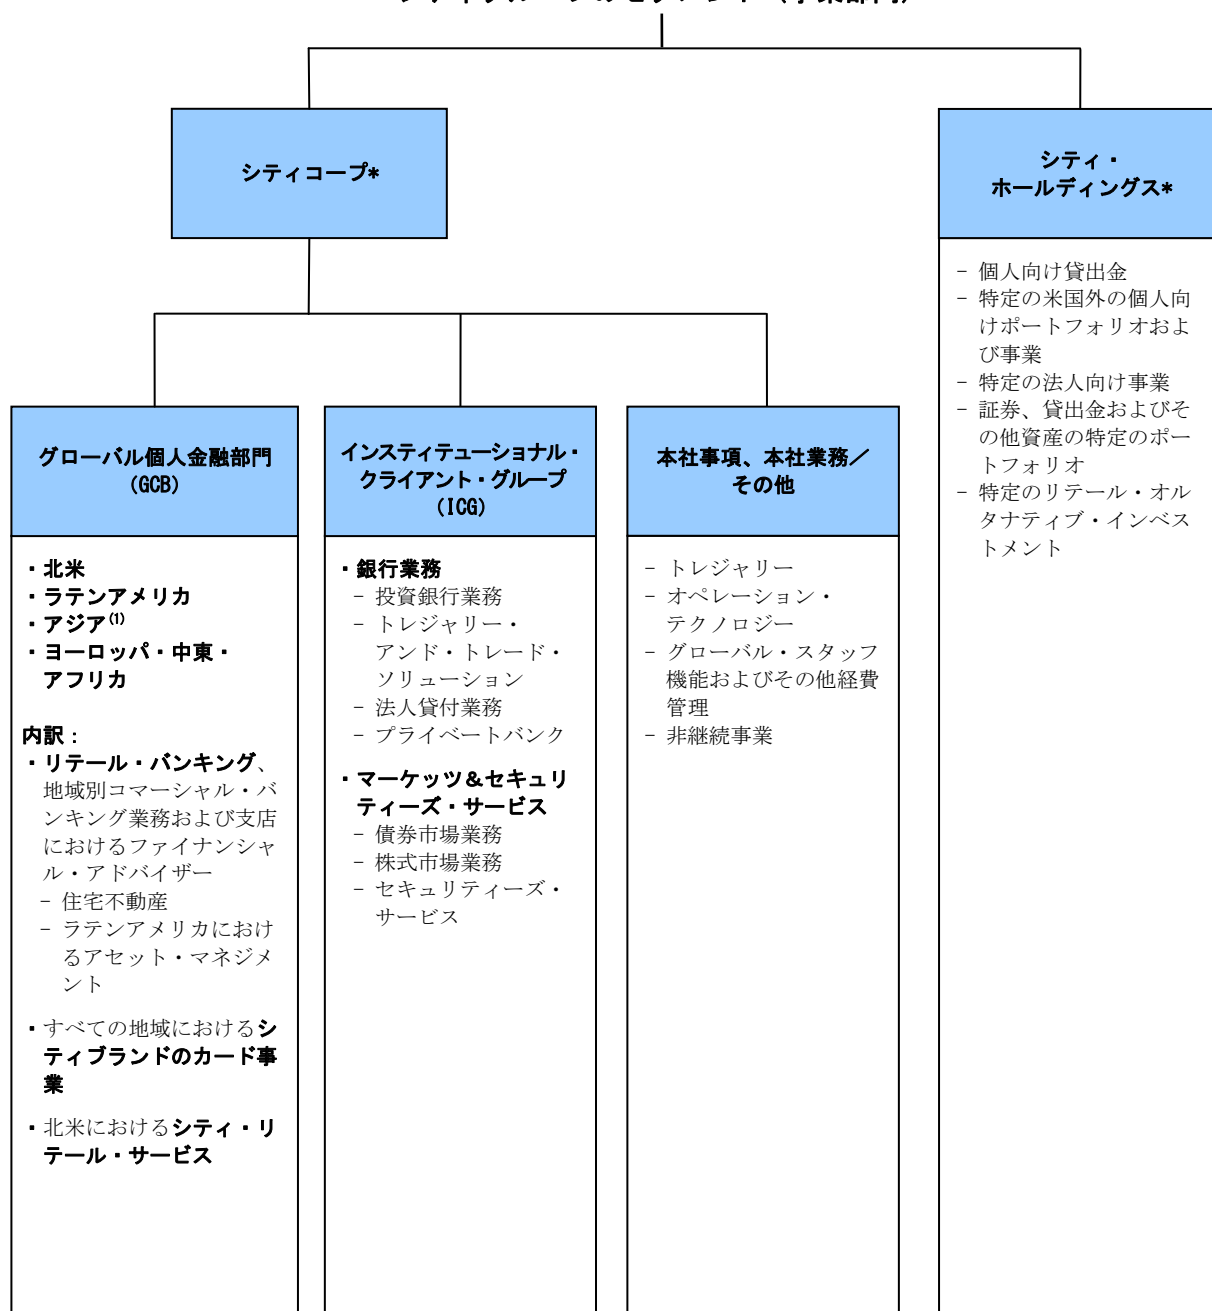 シティコープ*
シティ・
ホールディングス*
- 個人向け貸出金
- 特定の米国外の個人向
けポートフォリオおよ
び事業
- 特定の法人向け事業
- 証券、貸出金およびそ
の他資産の特定のポー
トフォリオ
- 特定のリテール・オル
タナティブ・インベス
トメント
グローバル個人金融部門
(GCB)
・北米
・ラテンアメリカ
・アジア(1)
・ヨーロッパ・中東・
アフリカ
内訳：
・リテール・バンキング、
地域別コマーシャル・バ
ンキング業務および支店
におけるファイナンシャ
ル・アドバイザー
- 住宅不動産
- ラテンアメリカにおけ
るアセット・マネジメ
ント
・すべての地域におけるシ
ティブランドのカード事
業
・北米におけるシティ・リ
テール・サービス
インスティテューショナル・
クライアント・グループ
(ICG)
・銀行業務
- 投資銀行業務
- トレジャリー・
アンド・トレード・
ソリューション
- 法人貸付業務
- プライベートバンク
・マーケッツ＆セキュリ
ティーズ・サービス
- 債券市場業務
- 株式市場業務
- セキュリティーズ・
サービス
本社事項、本社業務／
その他
- トレジャリー
- オペレーション・
テクノロジー
- グローバル・スタッフ
機能およびその他経費
管理
- 非継続事業